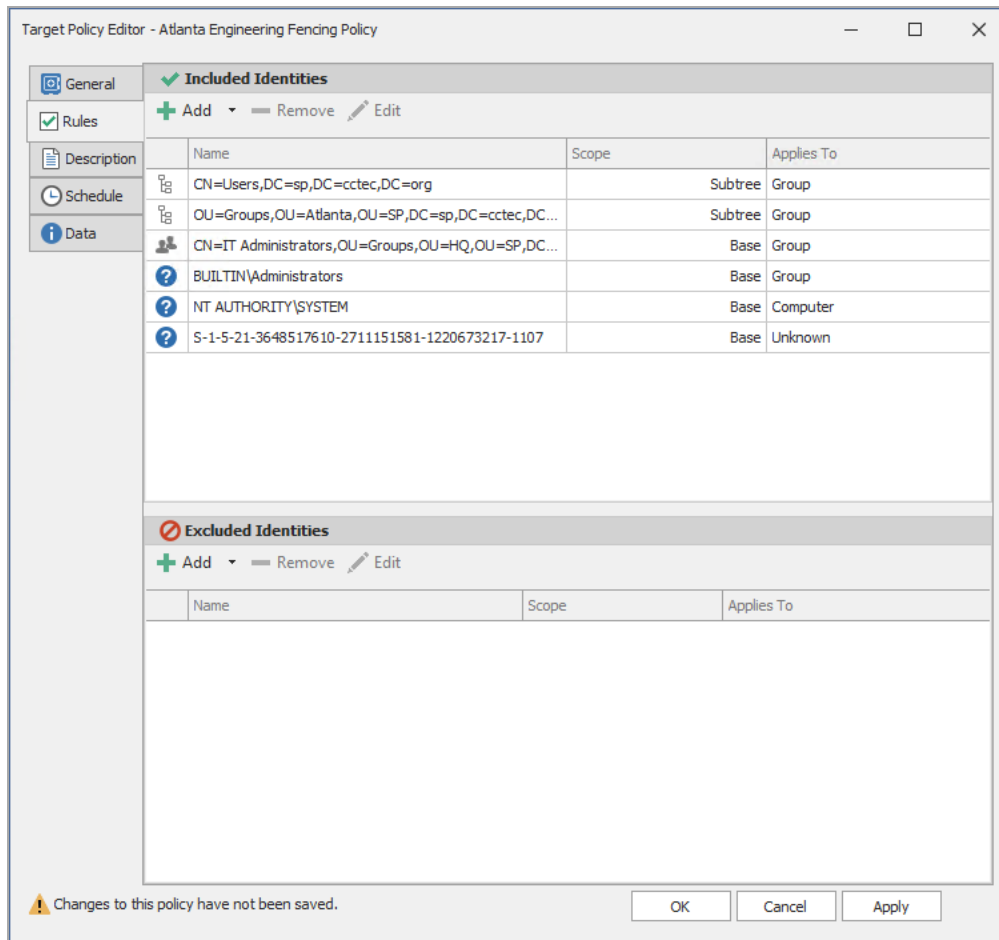 Target Policy Editor - Atlanta Engineering Fencing Policy
General
Rules
Description
Schedule
Data
Included Identities
Add Remove Edit
Name Scope Applies To
CN=Users,DC=sp,DC=cctec,DC=org Subtree Group
OU=Groups,OU=Atlanta,OU=SP,DC=sp,DC=cctec,DC... Subtree Group
CN=IT Administrators,OU=Groups,OU=HQ,OU=SP,DC... Base Group
BUILTIN\Administrators Base Group
NT AUTHORITY\SYSTEM Base Computer
S-1-5-21-3648517610-2711151581-1220673217-1107 Base Unknown
Excluded Identities
Add Remove Edit
Name Scope Applies To
Changes to this policy have not been saved.
OK Cancel Apply